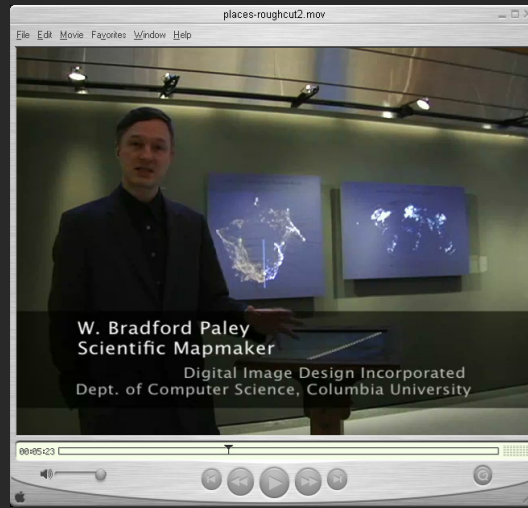 places-roughcut2.mov
File Edit Movie Favorites Window Help
W. Bradford Paley
Scientific Mapmaker
Digital Image Design Incorporated
Dept. of Computer Science, Columbia University
00:05:23